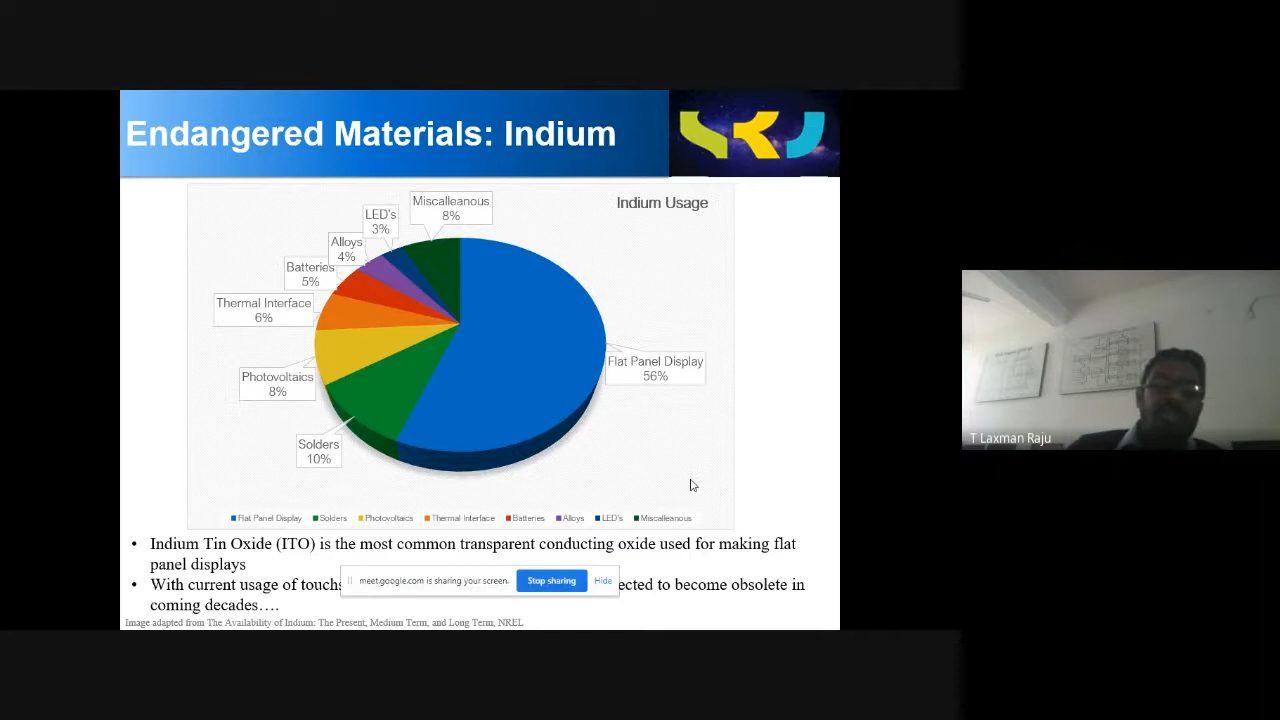 Endangered Materials: Indium
SRU
Indium Usage
Miscalleanous
8%
LED's
3%
Alloys
4%
Batteries
5%
Thermal Interface
6%
Photovoltaics
8%
Solders
10%
Flat Panel Display
56%
Flat Panel Display Solders Photovoltaics Thermal Interface Batteries Alloys LED's Miscalleanous
• Indium Tin Oxide (ITO) is the most common transparent conducting oxide used for making flat
panel displays
• With current usage of ected to become obsolete in
meet.google.com is sharing your screen. Stop sharing Hide
coming decades….
Image adapted from The Availability of Indium: The Present, Medium Term, and Long Term, NREL
T Laxman Raju